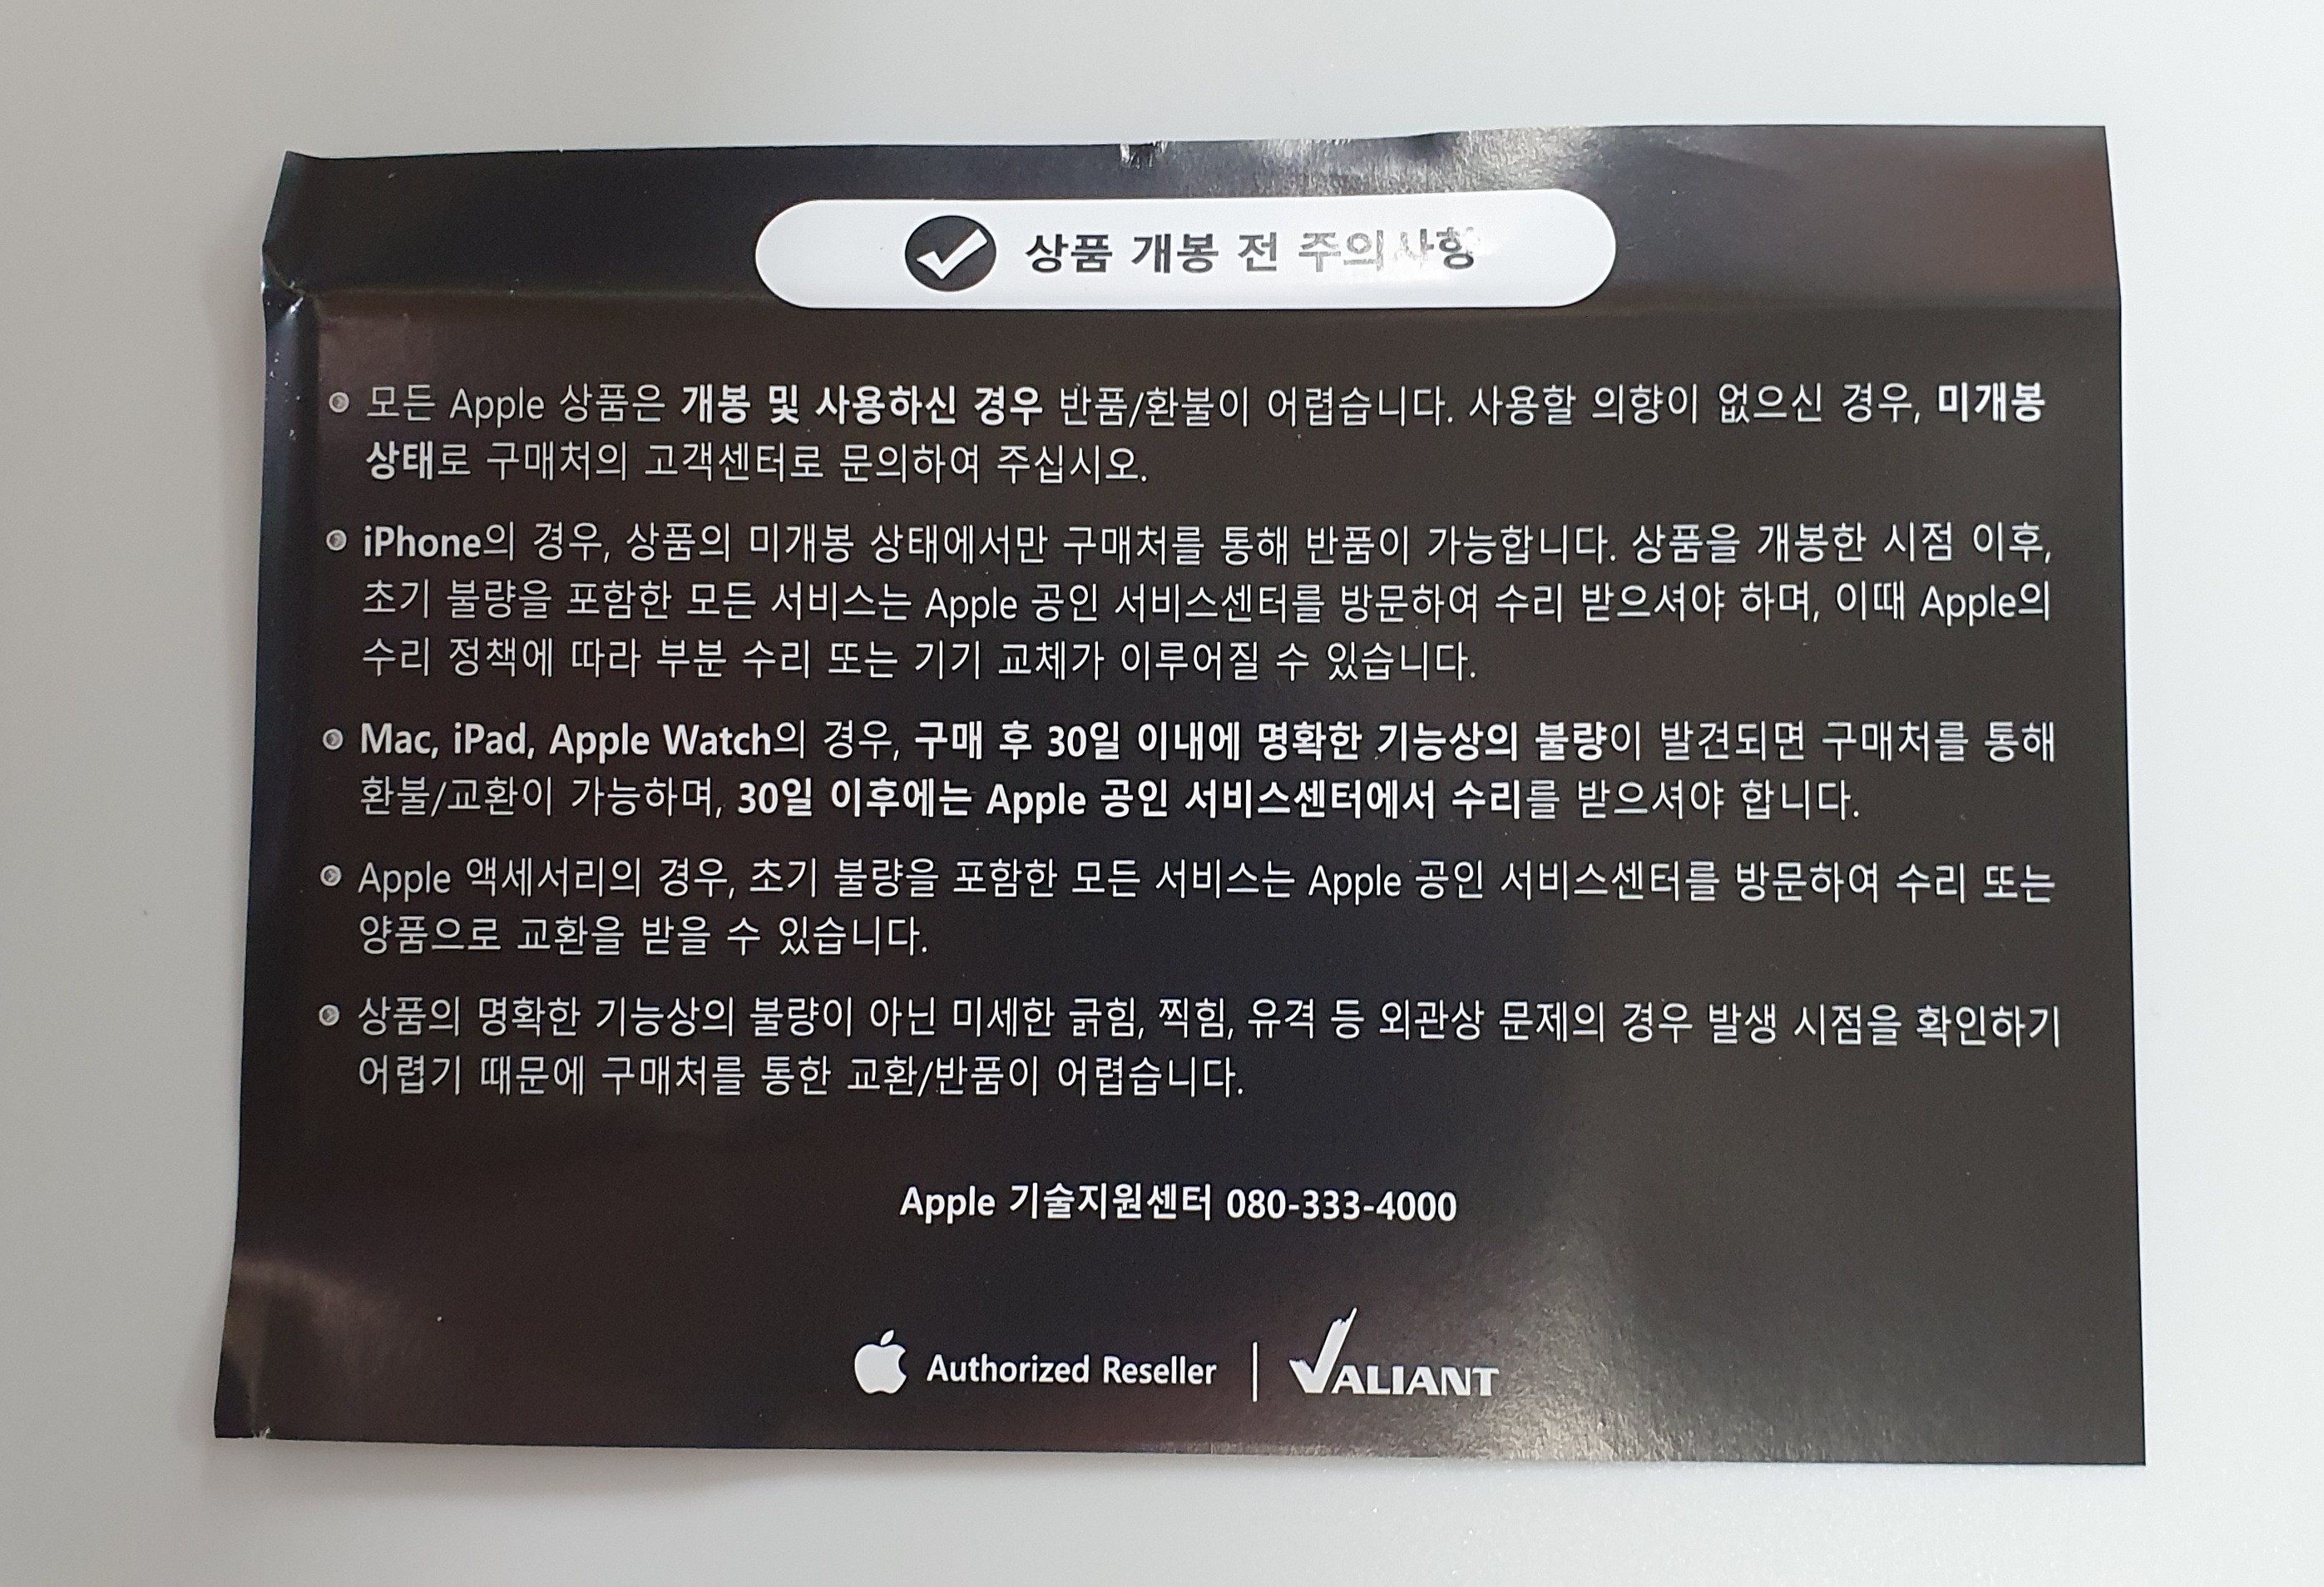 상품 개봉 전 주의사항
모든 Apple 상품은 개봉 및 사용하신 경우 반품/환불이 어렵습니다. 사용할 의향이 없으신 경우, 미개봉
상태로 구매처의 고객센터로 문의하여 주십시오.
iPhone의 경우, 상품의 미개봉 상태에서만 구매처를 통해 반품이 가능합니다. 상품을 개봉한 시점 이후,
초기 불량을 포함한 모든 서비스는 Apple 공인 서비스센터를 방문하여 수리 받으셔야 하며, 이때 Apple의
수리 정책에 따라 부분 수리 또는 기기 교체가 이루어질 수 있습니다.
Mac, iPad, Apple Watch의 경우, 구매 후 30일 이내에 명확한 기능상의 불량이 발견되면 구매처를 통해
환불/교환이 가능하며, 30일 이후에는 Apple 공인 서비스센터에서 수리를 받으셔야 합니다.
Apple 액세서리의 경우, 초기 불량을 포함한 모든 서비스는 Apple 공인 서비스센터를 방문하여 수리 또는
양품으로 교환을 받을 수 있습니다.
상품의 명확한 기능상의 불량이 아닌 미세한 긁힘, 찍힘, 유격 등 외관상 문제의 경우 발생 시점을 확인하기
어렵기 때문에 구매처를 통한 교환/반품이 어렵습니다.
Apple 기술지원센터 080-333-4000
Authorized Reseller | VALIANT